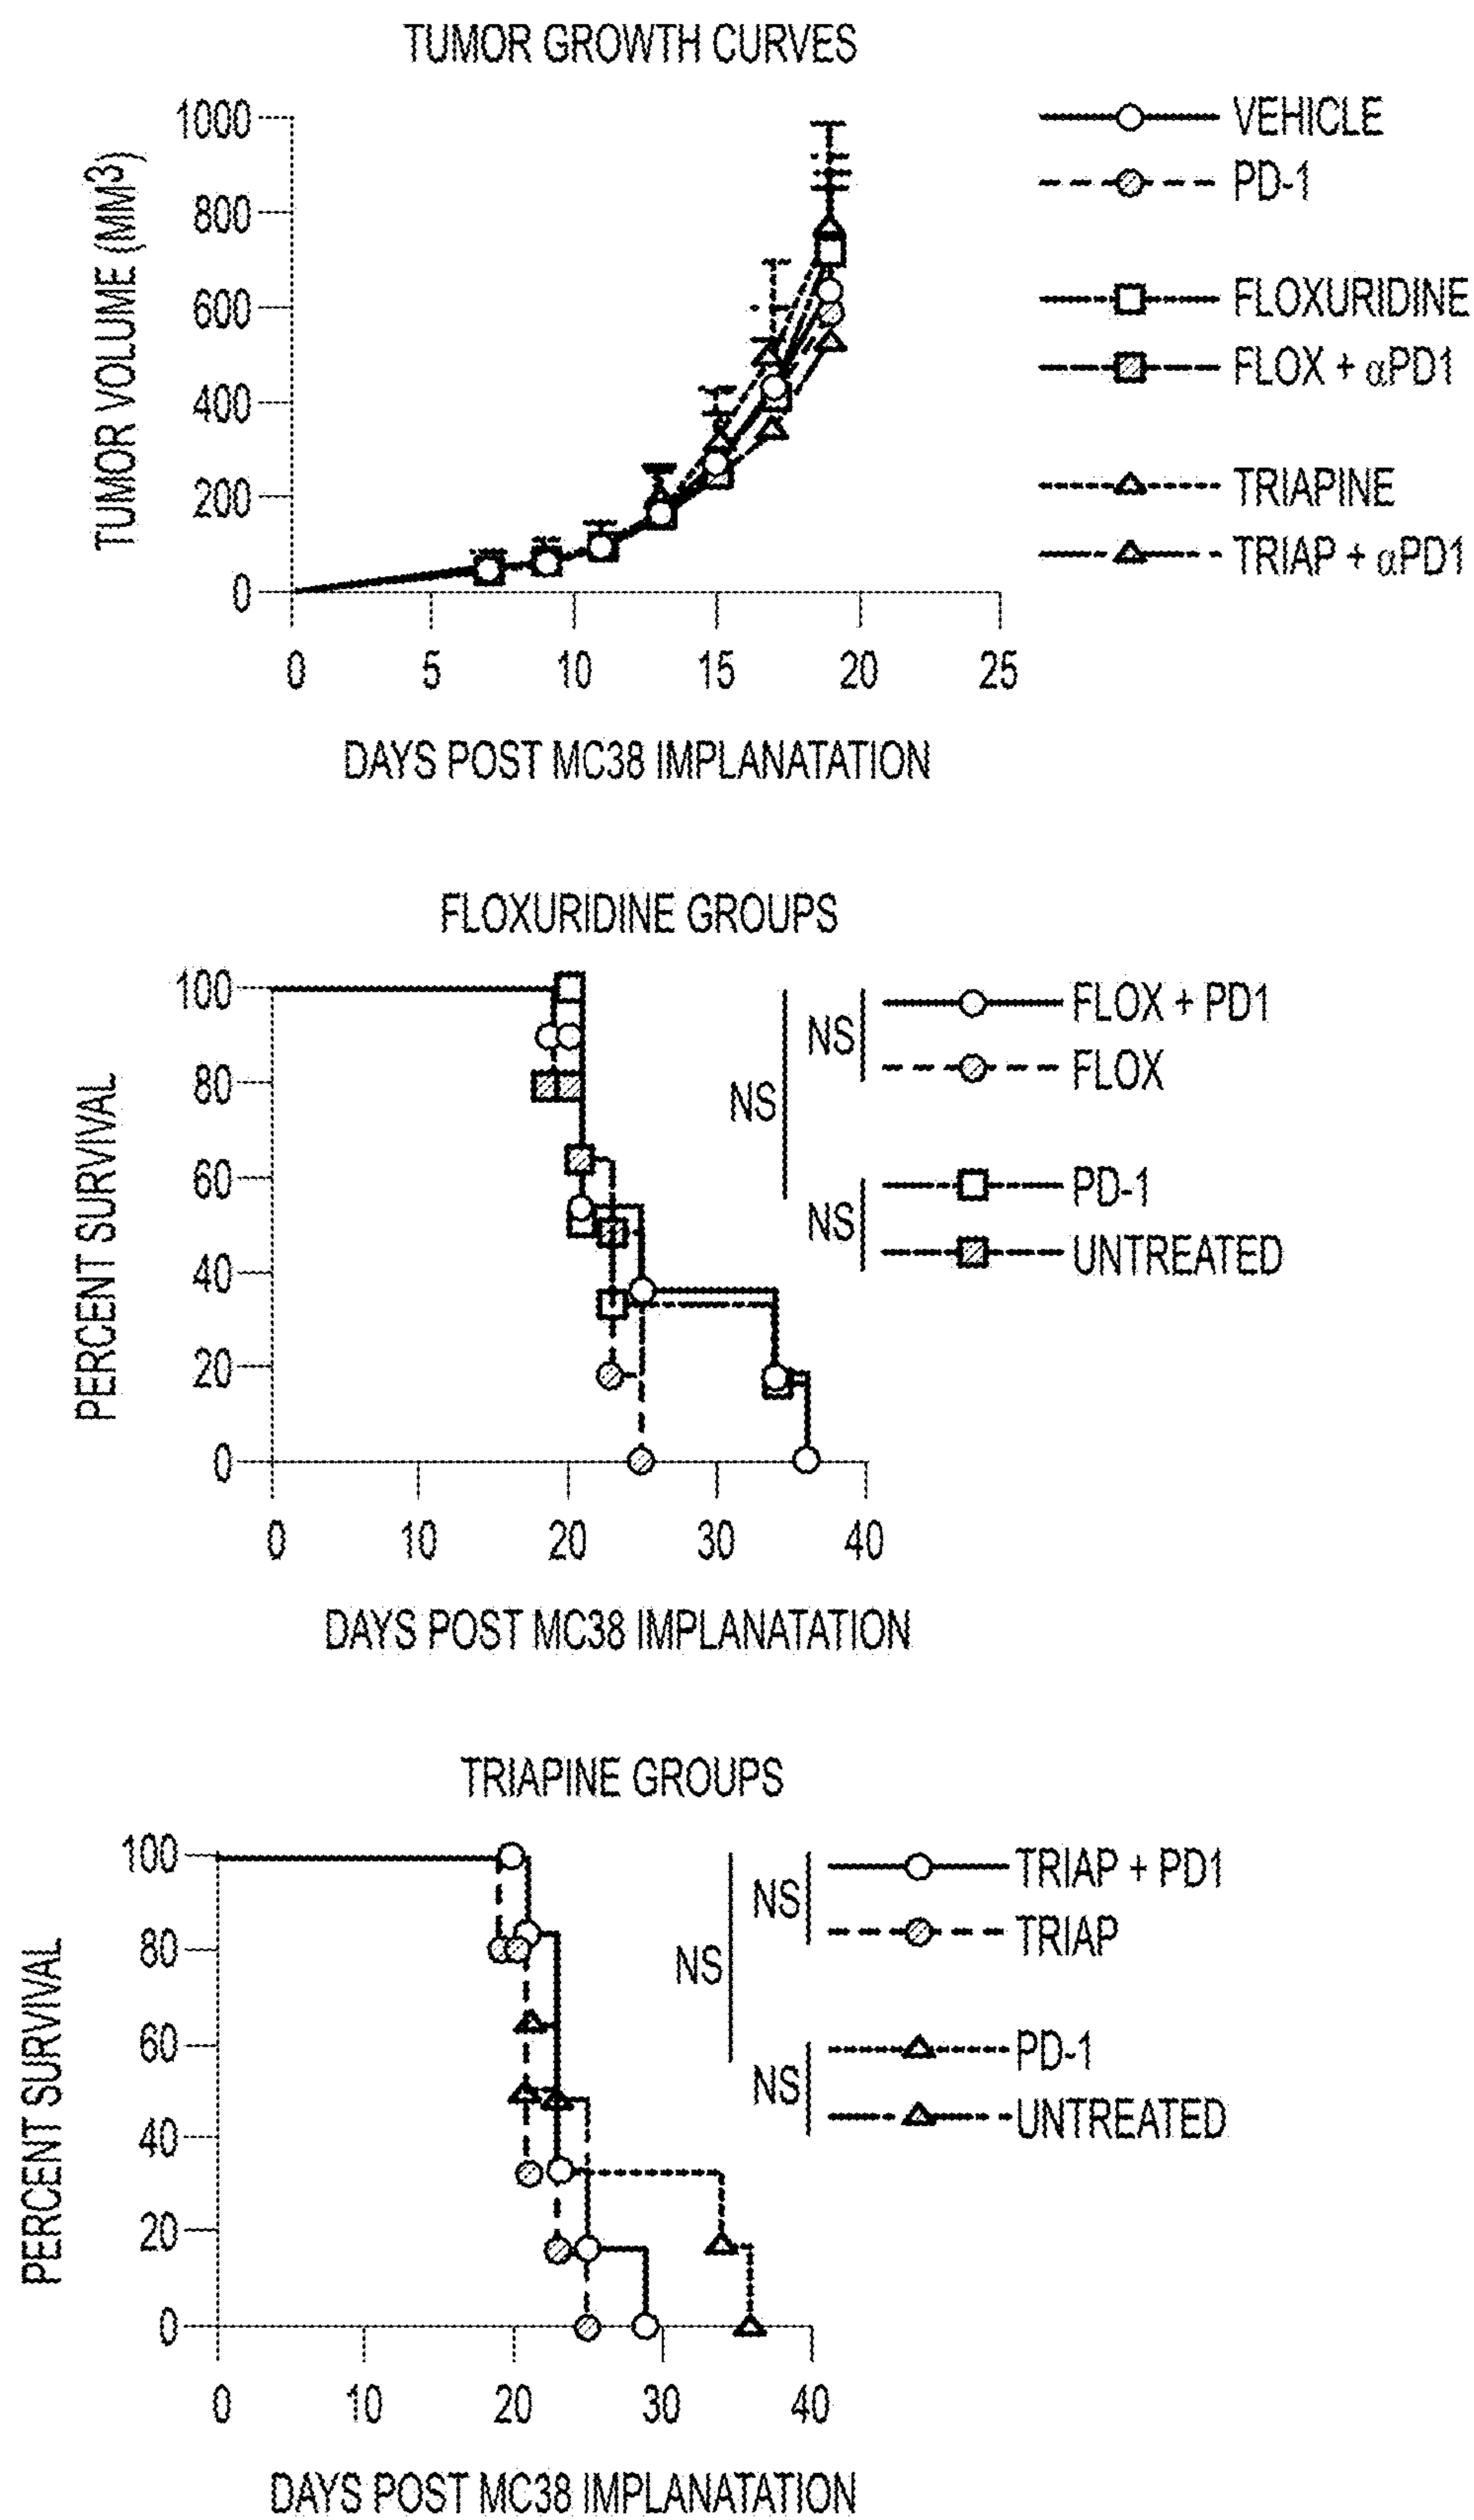 TUMOR GROWTH CURVES
TUMOR VOLUME (MM³)
1000
800
600
400
200
0
0 5 10 15 20 25
DAYS POST MC38 IMPLANATATION
VEHICLE
PD-1
FLOXURIDINE
FLOX + αPD1
TRIAPINE
TRIAP + αPD1
FLOXURIDINE GROUPS
PERCENT SURVIVAL
100
80
60
40
20
0
0 10 20 30 40
DAYS POST MC38 IMPLANATATION
NS
NS
NS
FLOX + PD1
FLOX
PD-1
UNTREATED
TRIAPINE GROUPS
PERCENT SURVIVAL
100
80
60
40
20
0
0 10 20 30 40
DAYS POST MC38 IMPLANATATION
NS
NS
NS
TRIAP + PD1
TRIAP
PD-1
UNTREATED